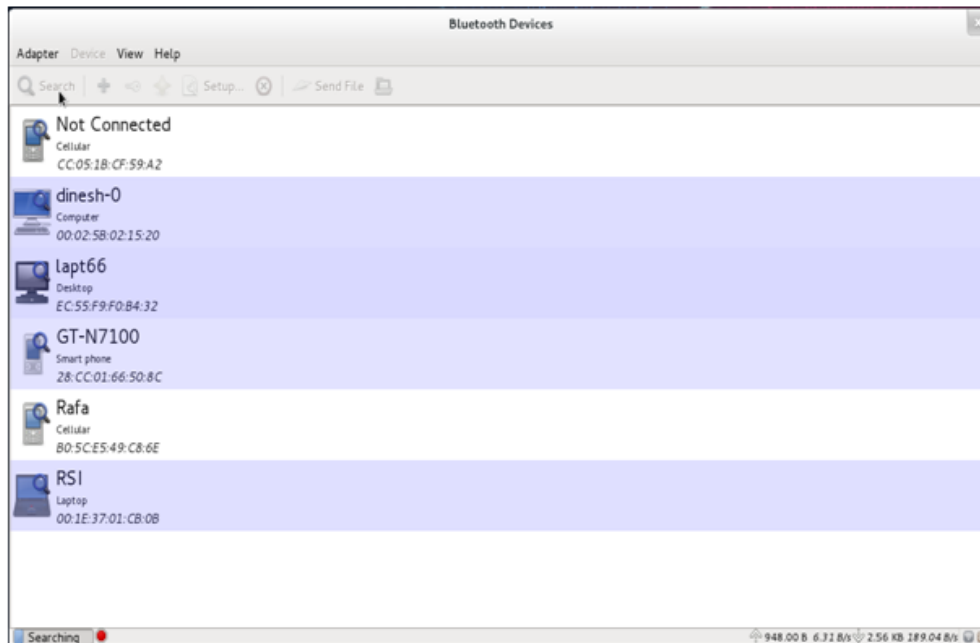 Bluetooth Devices
Adapter Device View Help
Search Setup... Send File
Not Connected
Cellular
CC:05:1B:CF:59:A2
dinesh-0
Computer
00:02:5B:02:15:20
lapt66
Desktop
EC:55:F9:F0:B4:32
GT-N7100
Smart phone
28:CC:01:66:50:8C
Rafa
Cellular
B0:5C:E5:49:C8:6E
RSI
Laptop
00:1E:37:01:CB:0B
Searching 948.00 B 6.31 B/s 2.56 KB 189.04 B/s